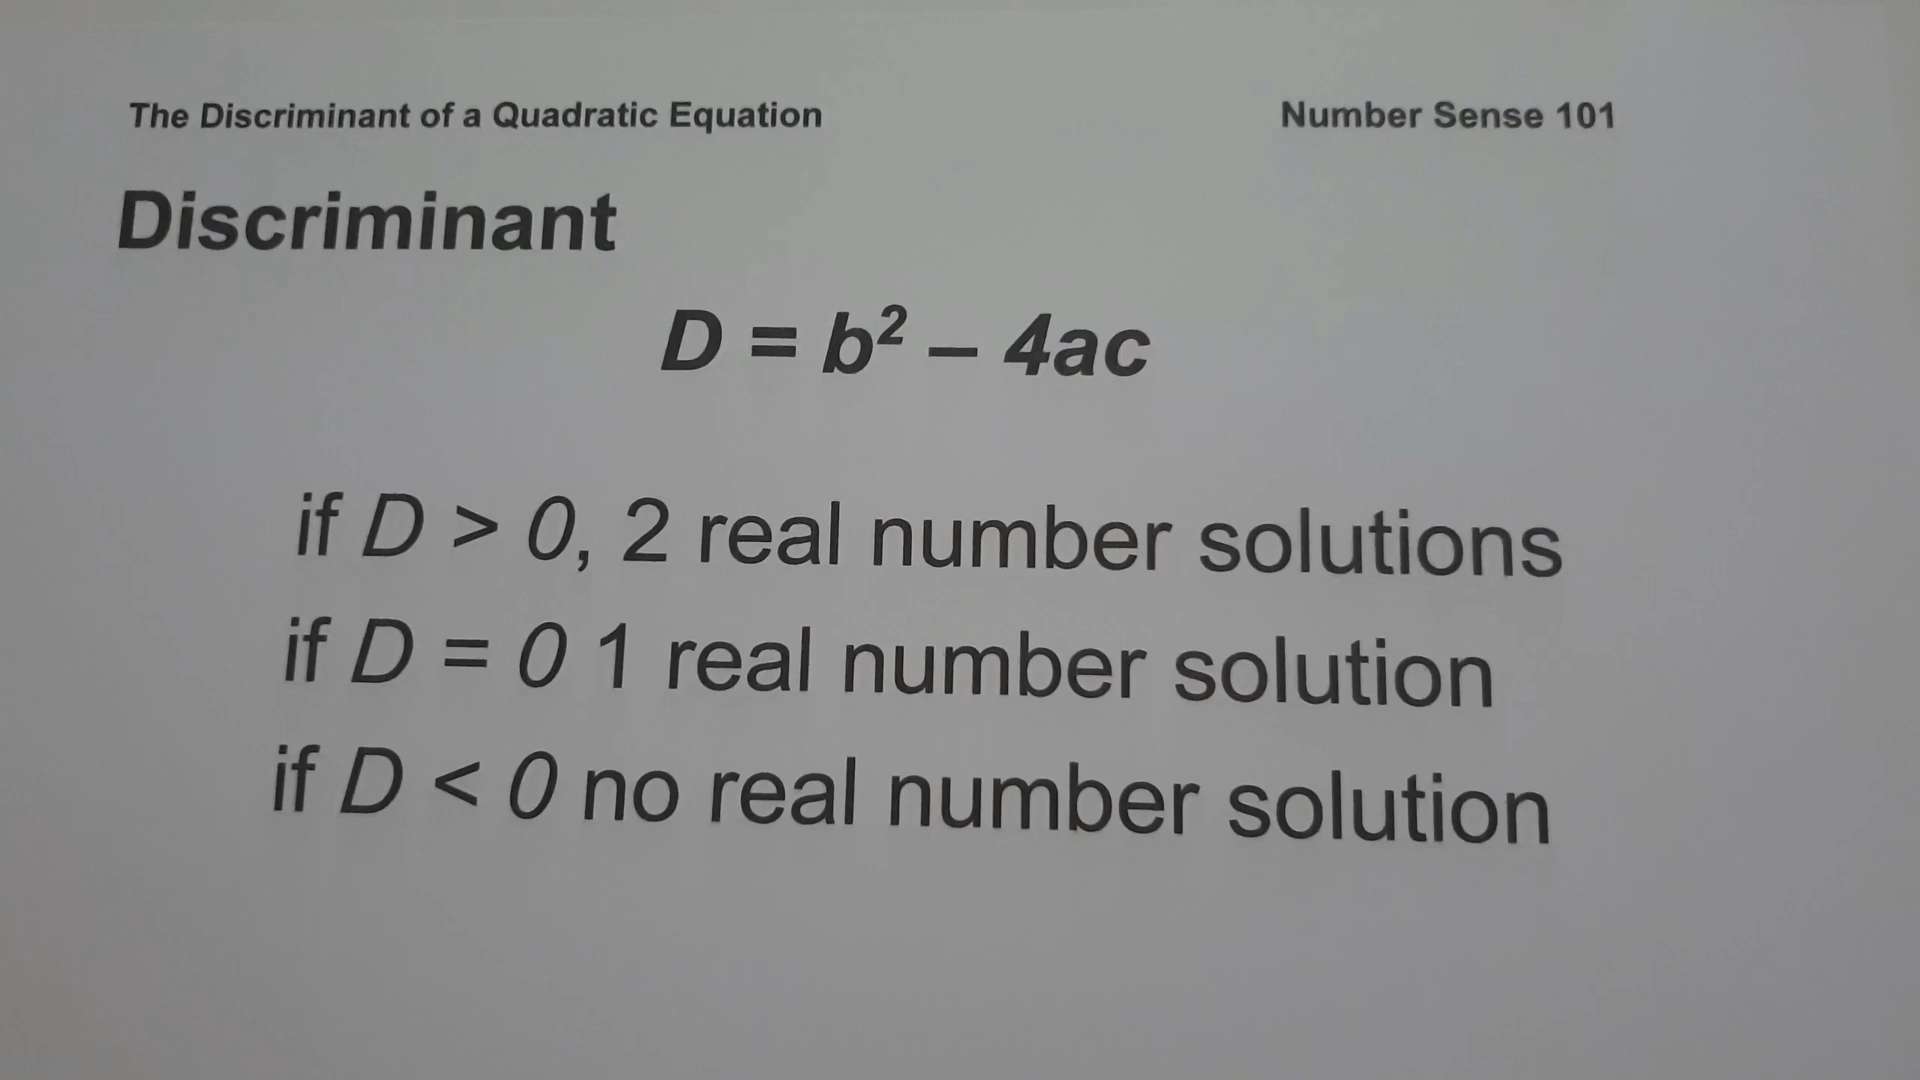 The Discriminant of a Quadratic Equation Number Sense 101
Discriminant
D = b² – 4ac
if D > 0, 2 real number solutions
if D = 0 1 real number solution
if D < 0 no real number solution